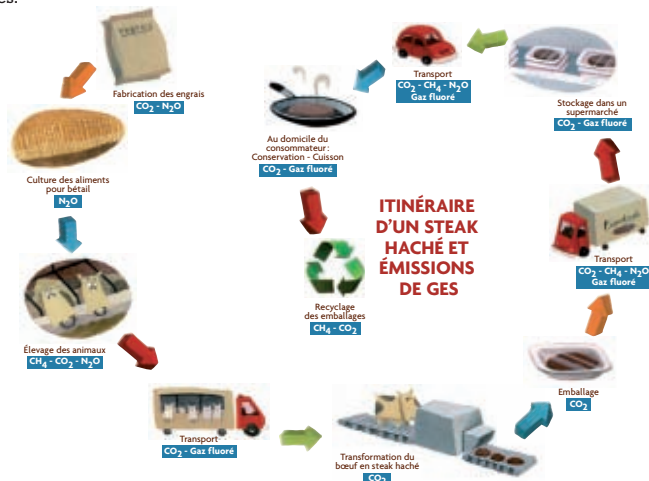 es.
Fabrication des engrais
CO2 - N2O
Culture des aliments
pour bétail
N2O
Élevage des animaux
CH4 - CO2 - N2O
Transport
CO2 - Gaz fluoré
Transformation du
bœuf en steak haché
CO2
Emballage
CO2
Transport
CO2 - CH4 - N2O
Gaz fluoré
Stockage dans un
supermarché
CO2 - Gaz fluoré
Transport
CO2 - CH4 - N2O
Gaz fluoré
Au domicile du
consommateur :
Conservation - Cuisson
CO2 - Gaz fluoré
Recyclage
des emballages
CH4 - CO2
ITINÉRAIRE
D'UN STEAK
HACHÉ ET
ÉMISSIONS
DE GES